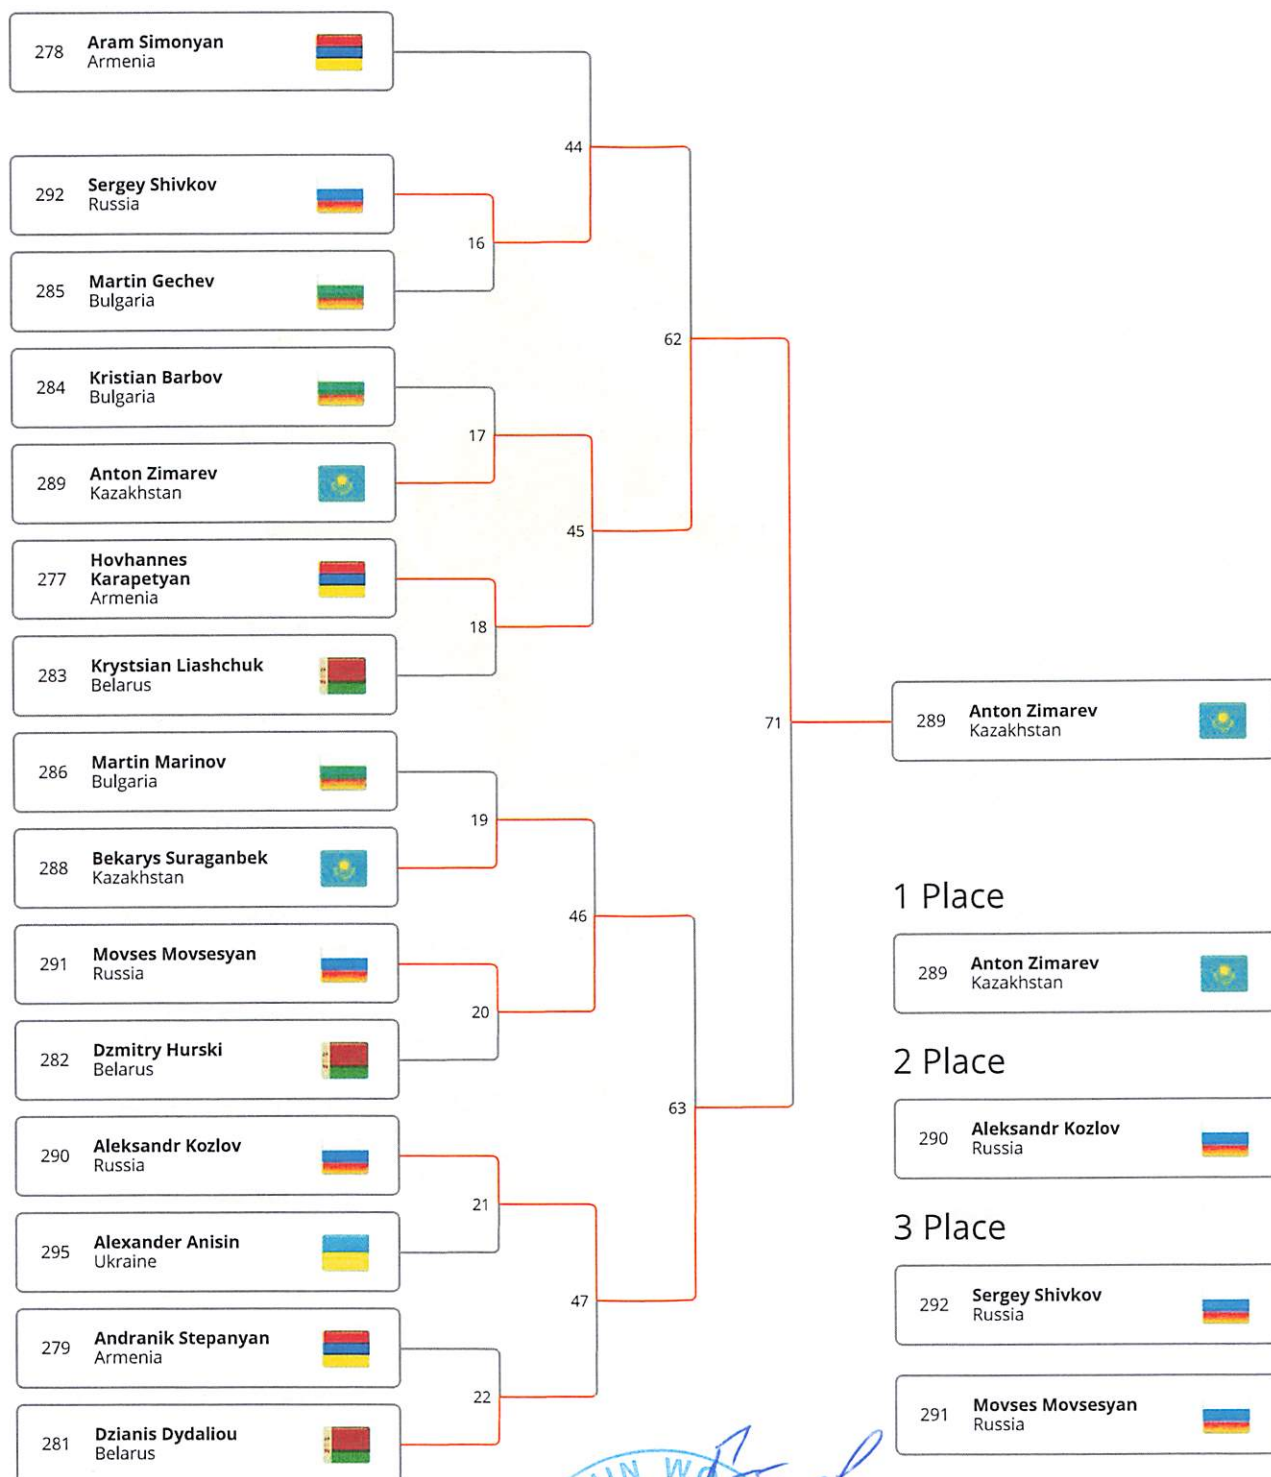 278 Aram Simonyan
Armenia
292 Sergey Shivkov
Russia
285 Martin Gechev
Bulgaria
284 Kristian Barbov
Bulgaria
289 Anton Zimarev
Kazakhstan
277 Hovhannes
Karapetyan
Armenia
283 Krystsian Liashchuk
Belarus
286 Martin Marinov
Bulgaria
288 Bekarys Suraganbek
Kazakhstan
291 Movses Movsesyan
Russia
282 Dzmitry Hurski
Belarus
290 Aleksandr Kozlov
Russia
295 Alexander Anisin
Ukraine
279 Andranik Stepanyan
Armenia
281 Dzianis Dydaliou
Belarus
16
17
18
19
20
21
22
44
45
46
47
62
63
71
289 Anton Zimarev
Kazakhstan
1 Place
289 Anton Zimarev
Kazakhstan
2 Place
290 Aleksandr Kozlov
Russia
3 Place
292 Sergey Shivkov
Russia
291 Movses Movsesyan
Russia